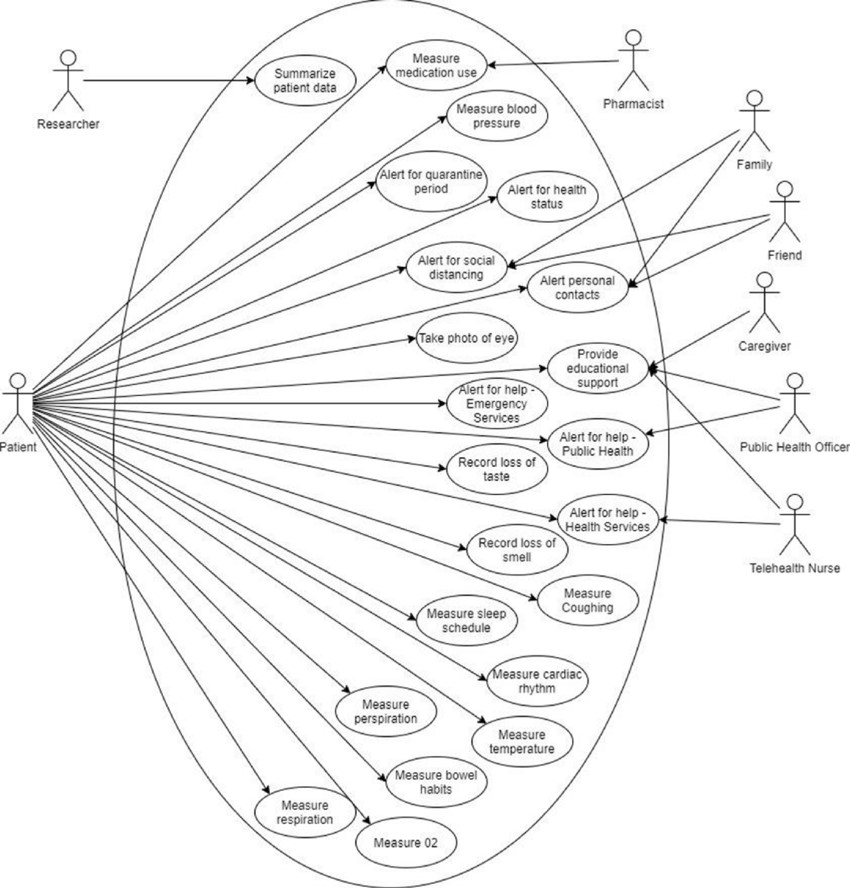 Summarize
patient data
Measure
medication use
Researcher
Pharmacist
Measure blood
pressure
Family
Alert for quarantine
period
Alert for health
status
Friend
Alert for social
distancing
Alert personal
contacts
Take photo of eye
Caregiver
Provide
educational
support
Alert for help -
Emergency
Services
Patient
Alert for help -
Public Health
Public Health Officer
Record loss of
taste
Alert for help -
Health Services
Record loss of
smell
Telehealth Nurse
Measure
Coughing
Measure sleep
schedule
Measure cardiac
rhythm
Measure
perspiration
Measure
temperature
Measure bowel
habits
Measure
respiration
Measure 02